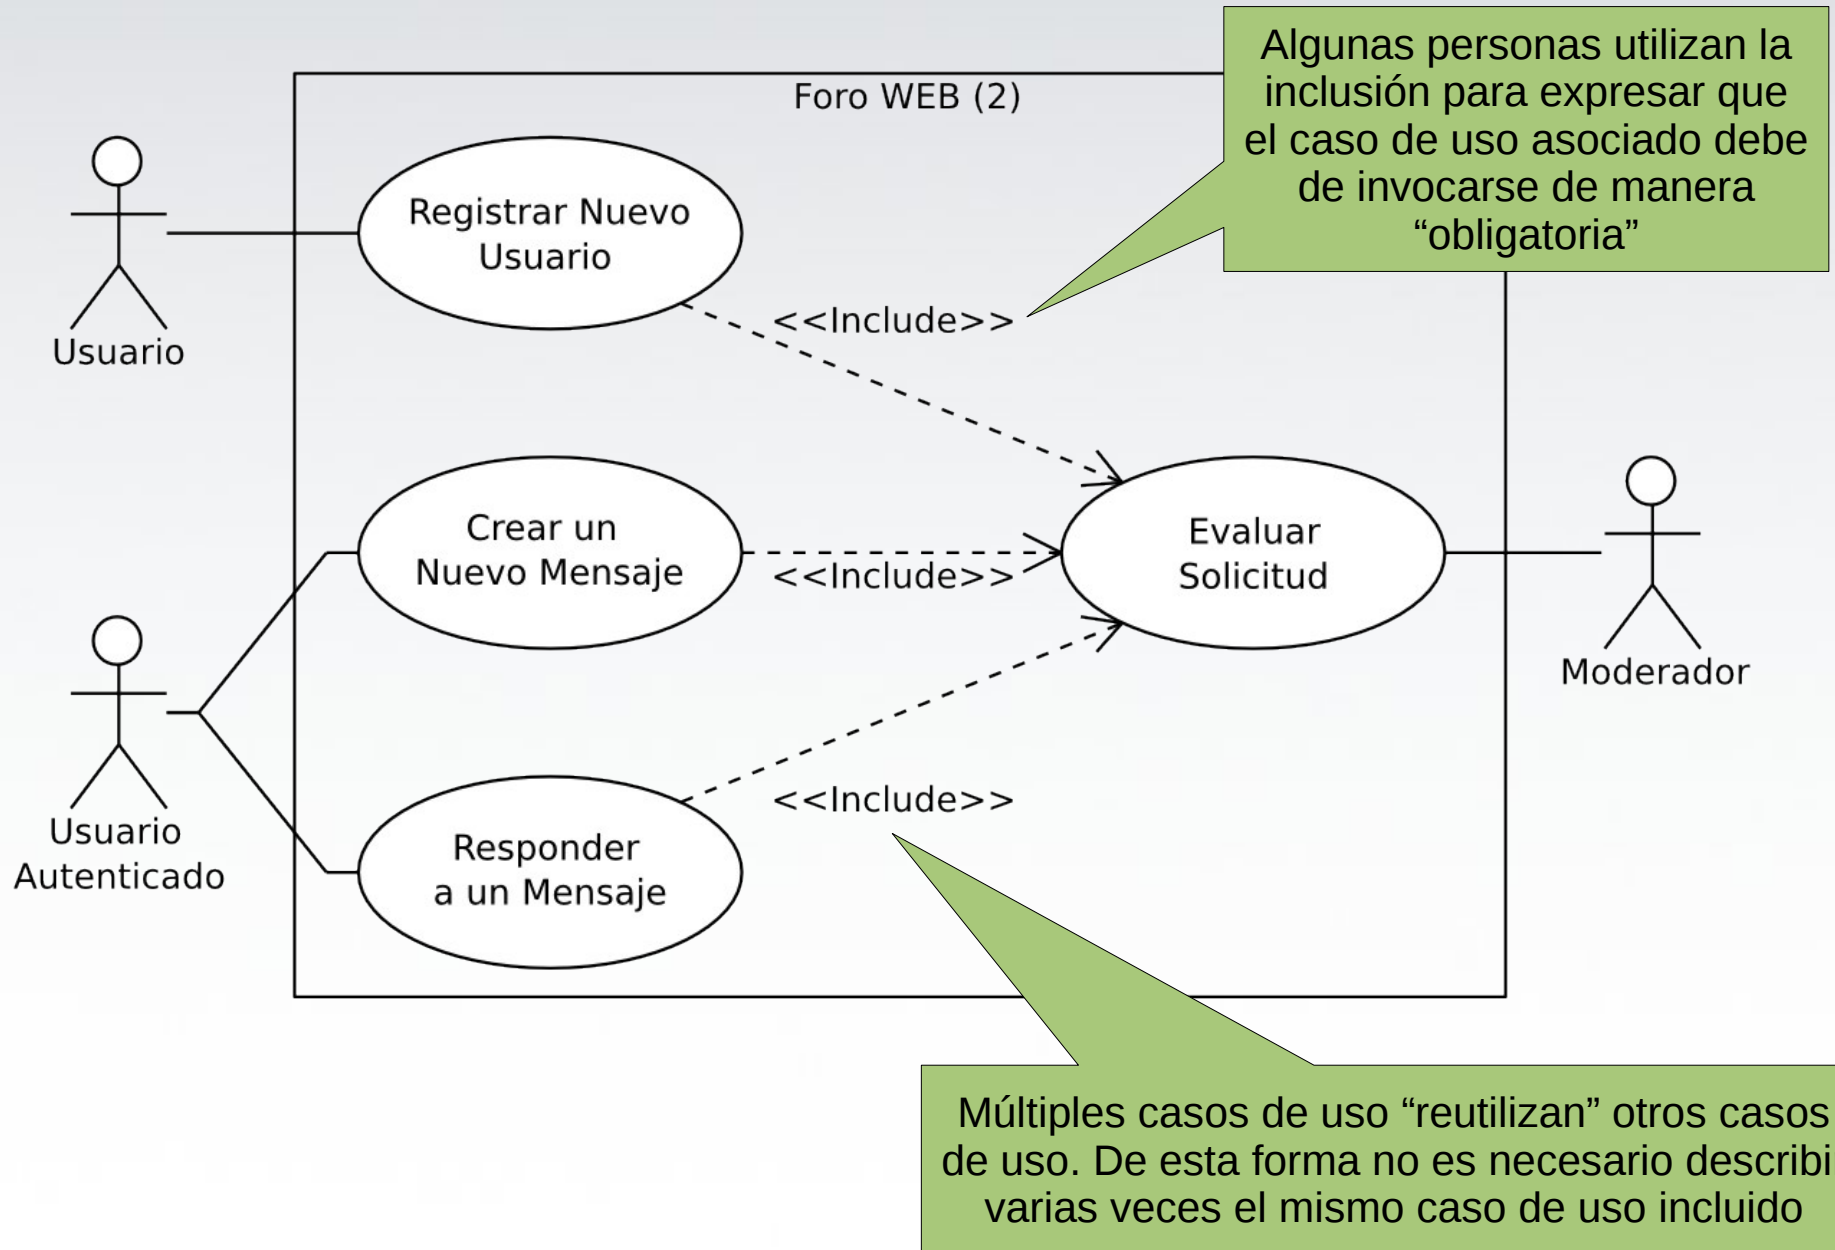 Algunas personas utilizan la
inclusión para expresar que
el caso de uso asociado debe
de invocarse de manera
“obligatoria”
Foro WEB (2)
Registrar Nuevo
Usuario
<<Include>>
Usuario
Crear un
Nuevo Mensaje
<<Include>>
Evaluar
Solicitud
Moderador
<<Include>>
Usuario
Autenticado
Responder
a un Mensaje
Múltiples casos de uso “reutilizan” otros casos
de uso. De esta forma no es necesario describi
varias veces el mismo caso de uso incluido